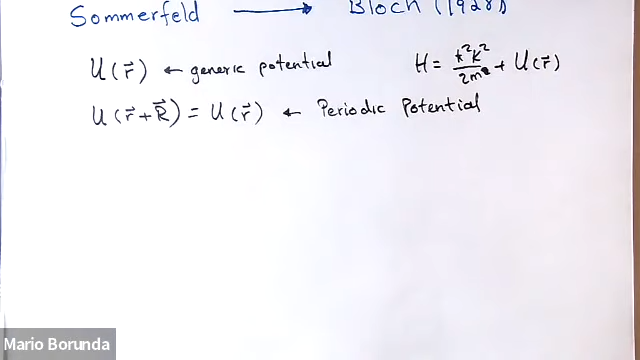 Sommerfeld → Bloch (1928)
U(r⃗) ← generic potential H = ħ²k²/2m + U(r⃗)
U(r⃗+R⃗) = U(r⃗) ← Periodic Potential
Mario Borunda